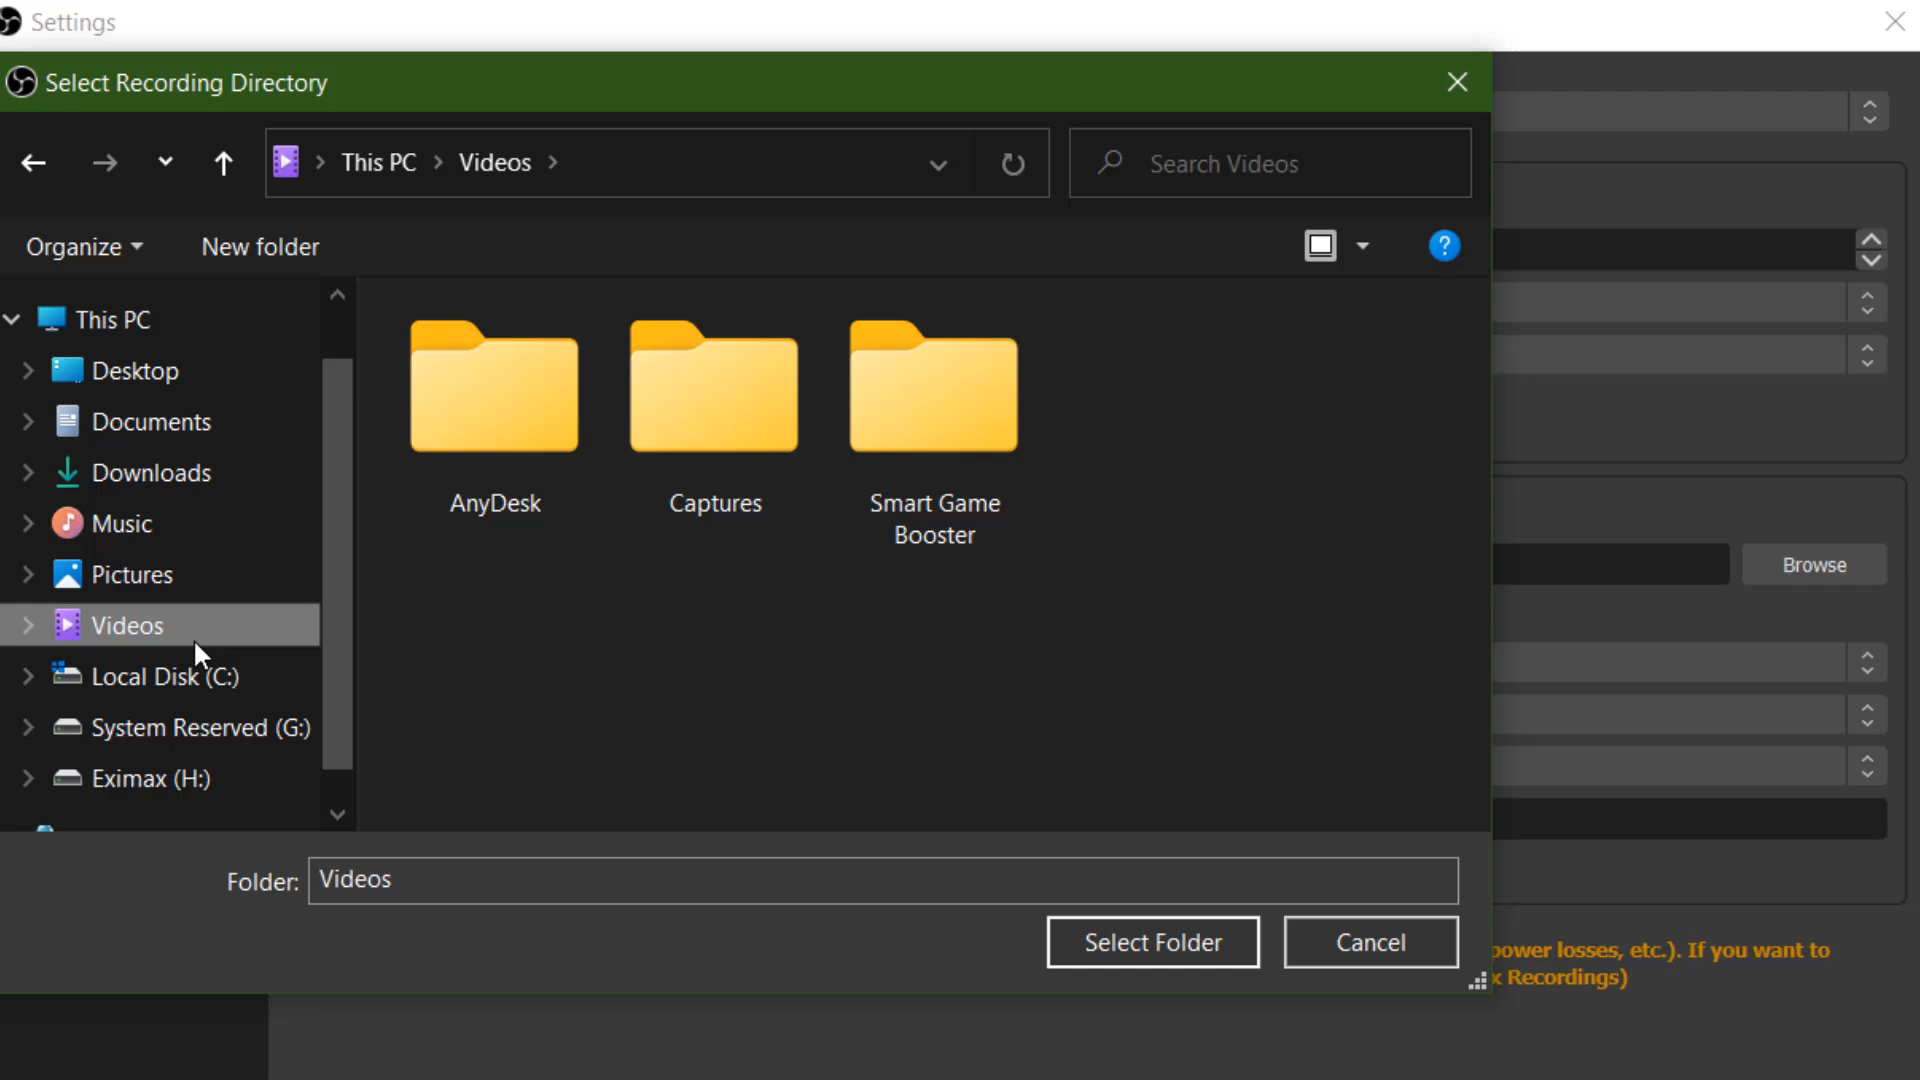 Settings
Select Recording Directory
This PC > Videos >
Search Videos
Organize
New folder
This PC
Desktop
Documents
Downloads
Music
Pictures
Videos
Local Disk (C:)
System Reserved (G:)
Eximax (H:)
AnyDesk
Captures
Smart Game
Booster
Browse
Folder:
Videos
Select Folder
Cancel
power losses, etc.). If you want to
Recordings)